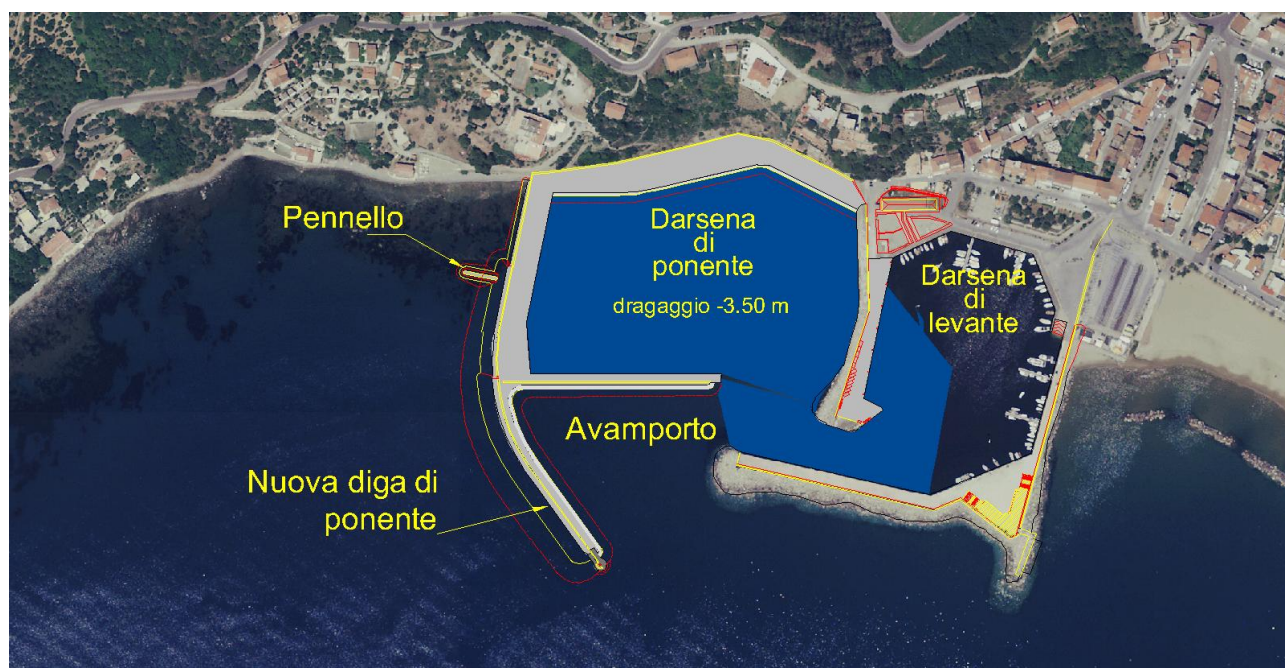 Pennello
Darsena
di
ponente
dragaggio -3.50 m
Darsena
di
levante
Avamporto
Nuova diga di
ponente